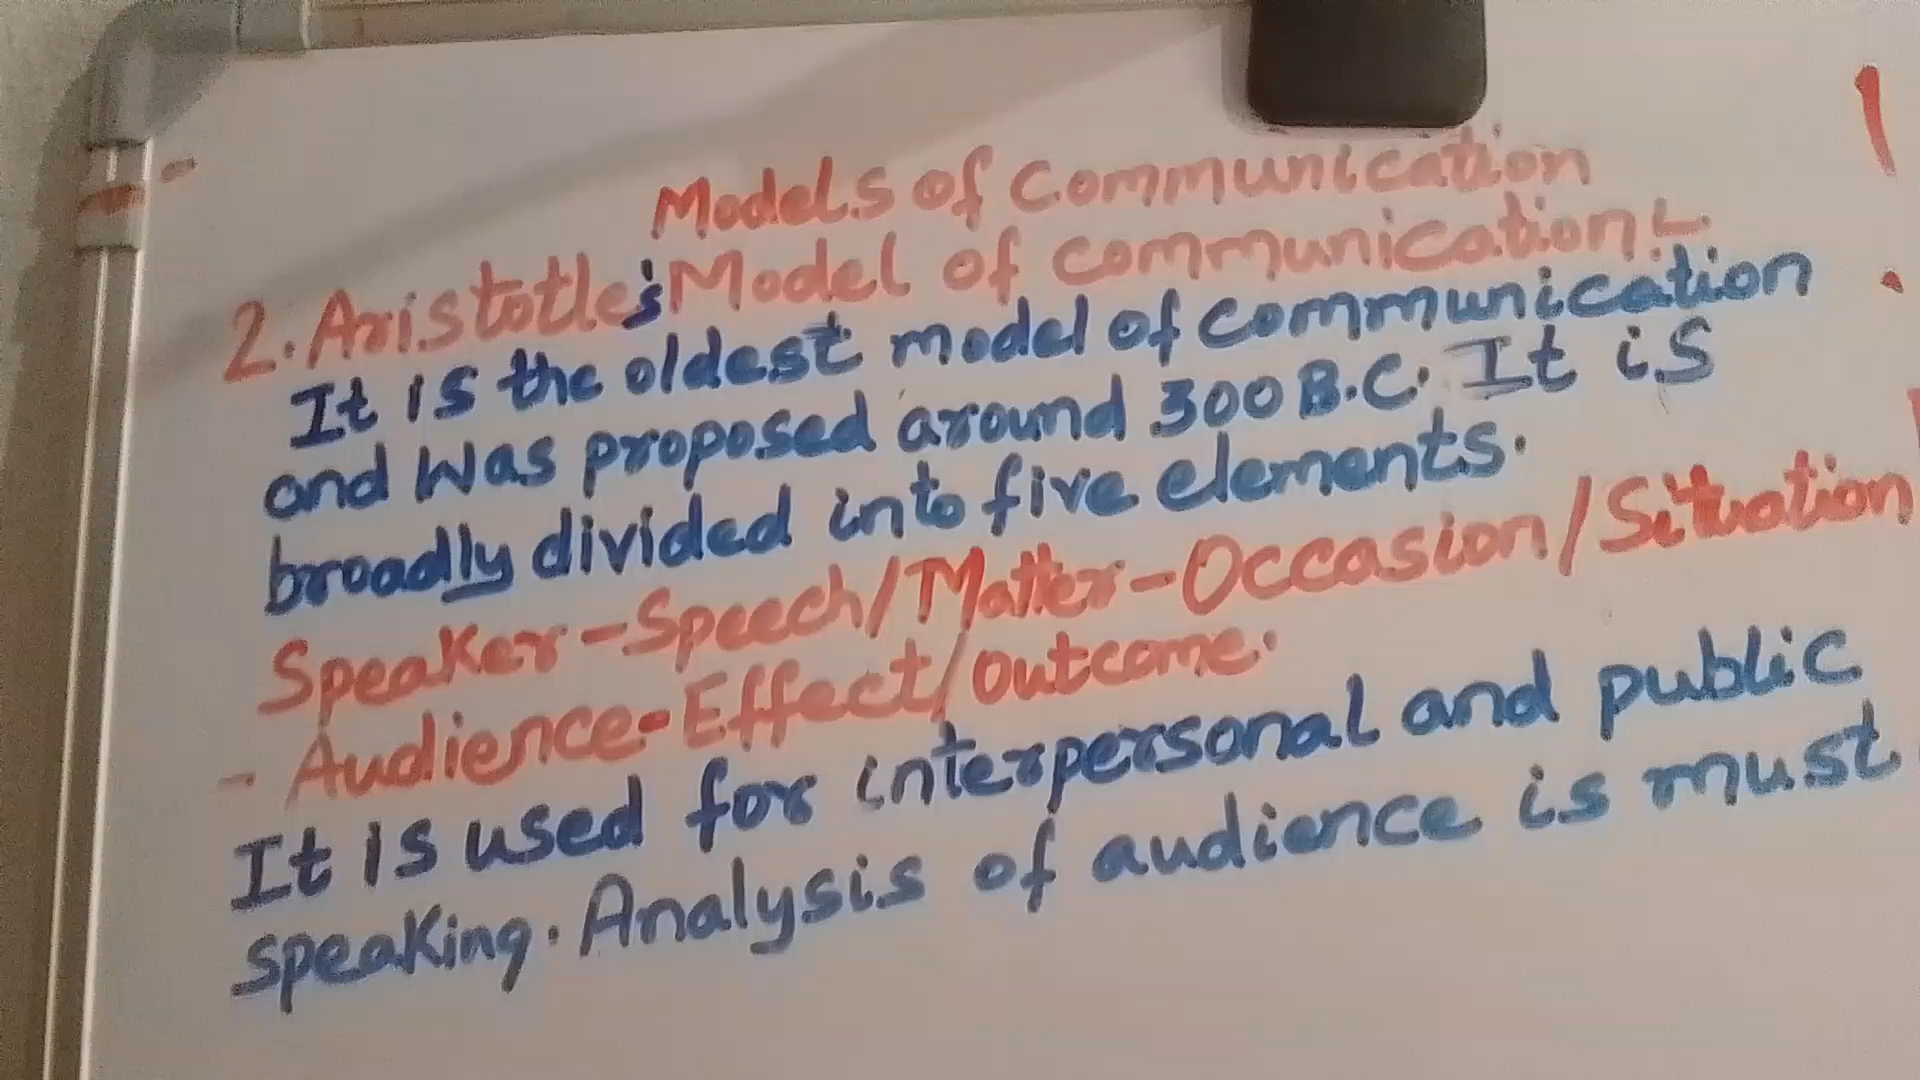 Models of Communication
2. Aristotle's Model of communication:-
It is the oldest model of communication
and was proposed around 300 B.C. It is
broadly divided into five elements.
Speaker-Speech/Matter-Occasion/Situation
- Audience-Effect/outcome.
It is used for interpersonal and public
speaking. Analysis of audience is must